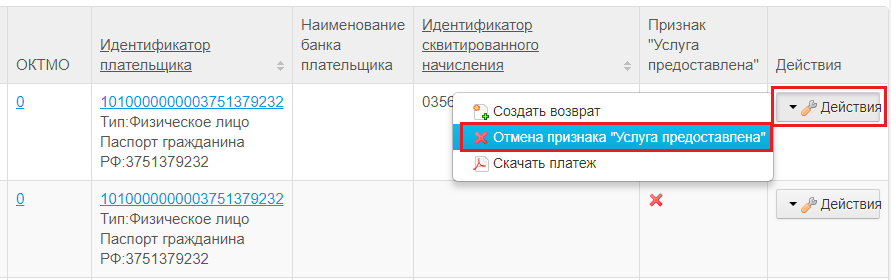 ОКТМО
Идентификатор
плательщика
Наименование
банка
плательщика
Идентификатор
сквитированного
начисления
Признак
"Услуга
предоставлена"
Действия
0
1010000000003751379232
Тип:Физическое лицо
Паспорт гражданина
РФ:3751379232
0356
Действия
Создать возврат
Отмена признака "Услуга предоставлена"
Скачать платеж
0
1010000000003751379232
Тип:Физическое лицо
Паспорт гражданина
РФ:3751379232
Действия